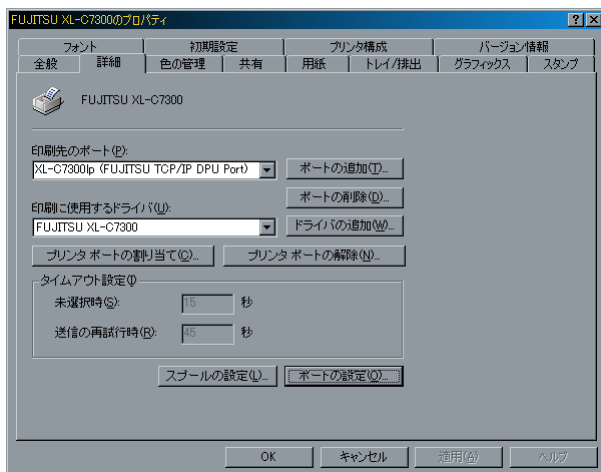 FUJITSU XL-C7300のプロパティ
フォント 初期設定 プリンタ構成 バージョン情報
全般 詳細 色の管理 共有 用紙 トレイ/排出 グラフィックス スタンプ
FUJITSU XL-C7300
印刷先のポート(P):
XL-C7300lp (FUJITSU TCP/IP DPU Port) ポートの追加(T)...
ポートの削除(D)...
印刷に使用するドライバ(U):
FUJITSU XL-C7300 ドライバの追加(W)...
プリンタ ポートの割り当て(C)... プリンタ ポートの解除(N)...
タイムアウト設定(I)
未選択時(S): 15 秒
送信の再試行時(R): 45 秒
スプールの設定(L)... ポートの設定(O)...
OK キャンセル 適用(A) ヘルプ